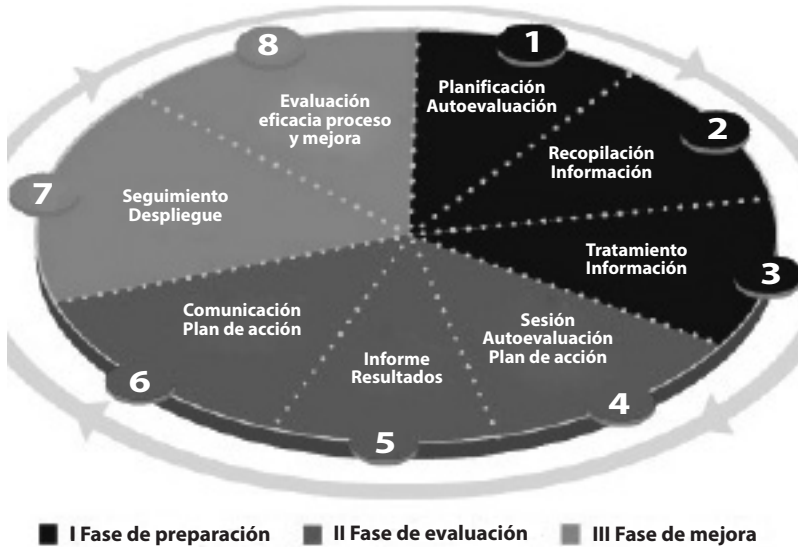 1
Planificación
Autoevaluación
2
Recopilación
Información
3
Tratamiento
Información
4
Sesión
Autoevaluación
Plan de acción
5
Informe
Resultados
6
Comunicación
Plan de acción
7
Seguimiento
Despliegue
8
Evaluación
eficacia proceso
y mejora
I Fase de preparación
II Fase de evaluación
III Fase de mejora